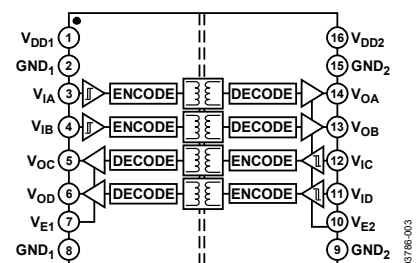 VDD1 1 16 VDD2
GND1 2 15 GND2
VIA 3 ENCODE DECODE 14 VOA
VIB 4 ENCODE DECODE 13 VOB
VOC 5 DECODE ENCODE 12 VIC
VOD 6 DECODE ENCODE 11 VID
VE1 7 10 VE2
GND1 8 9 GND2
03786-003